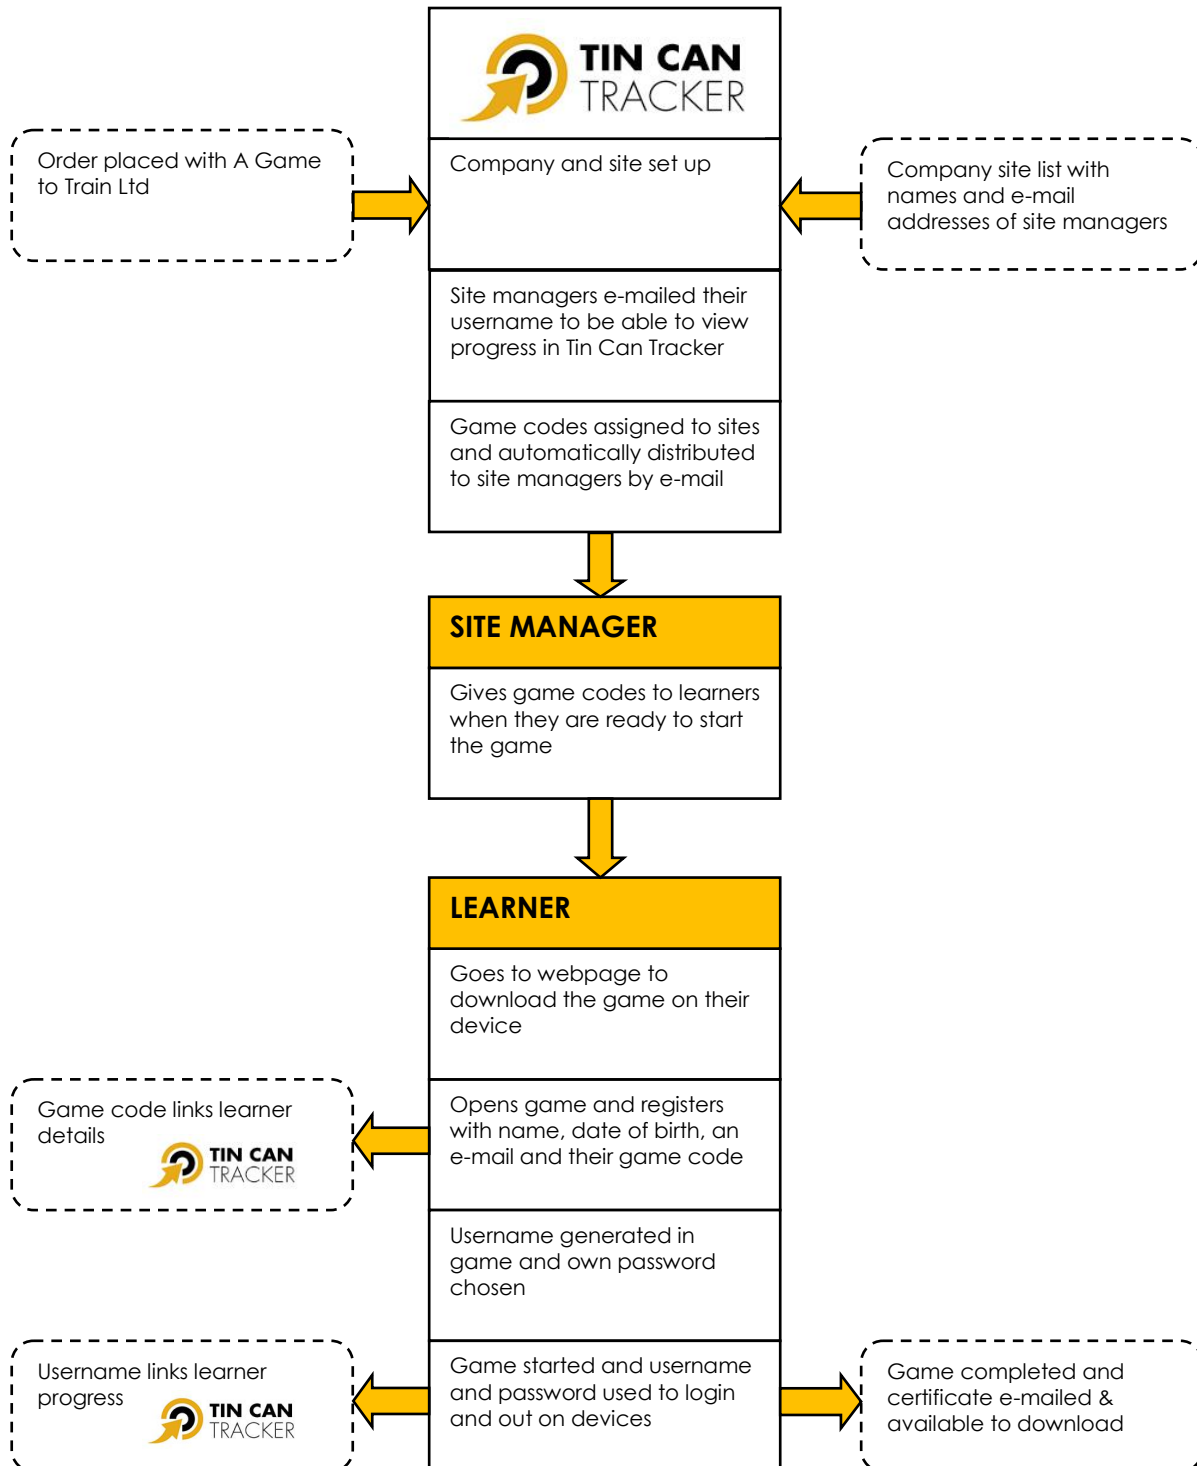 TIN CAN
TRACKER
Order placed with A Game
to Train Ltd
Company and site set up
Company site list with
names and e-mail
addresses of site managers
Site managers e-mailed their
username to be able to view
progress in Tin Can Tracker
Game codes assigned to sites
and automatically distributed
to site managers by e-mail
SITE MANAGER
Gives game codes to learners
when they are ready to start
the game
LEARNER
Goes to webpage to
download the game on their
device
Game code links learner
details
TIN CAN
TRACKER
Opens game and registers
with name, date of birth, an
e-mail and their game code
Username generated in
game and own password
chosen
Username links learner
progress
TIN CAN
TRACKER
Game started and username
and password used to login
and out on devices
Game completed and
certificate e-mailed &
available to download